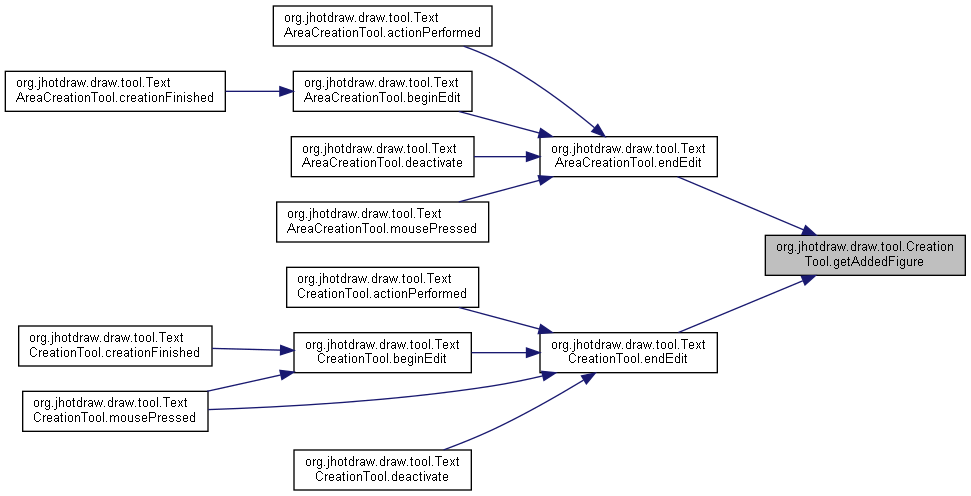 org.jhotdraw.draw.tool.Text
AreaCreationTool.actionPerformed
org.jhotdraw.draw.tool.Text
AreaCreationTool.creationFinished
org.jhotdraw.draw.tool.Text
AreaCreationTool.beginEdit
org.jhotdraw.draw.tool.Text
AreaCreationTool.deactivate
org.jhotdraw.draw.tool.Text
AreaCreationTool.endEdit
org.jhotdraw.draw.tool.Text
AreaCreationTool.mousePressed
org.jhotdraw.draw.tool.Creation
Tool.getAddedFigure
org.jhotdraw.draw.tool.Text
CreationTool.actionPerformed
org.jhotdraw.draw.tool.Text
CreationTool.creationFinished
org.jhotdraw.draw.tool.Text
CreationTool.beginEdit
org.jhotdraw.draw.tool.Text
CreationTool.endEdit
org.jhotdraw.draw.tool.Text
CreationTool.mousePressed
org.jhotdraw.draw.tool.Text
CreationTool.deactivate